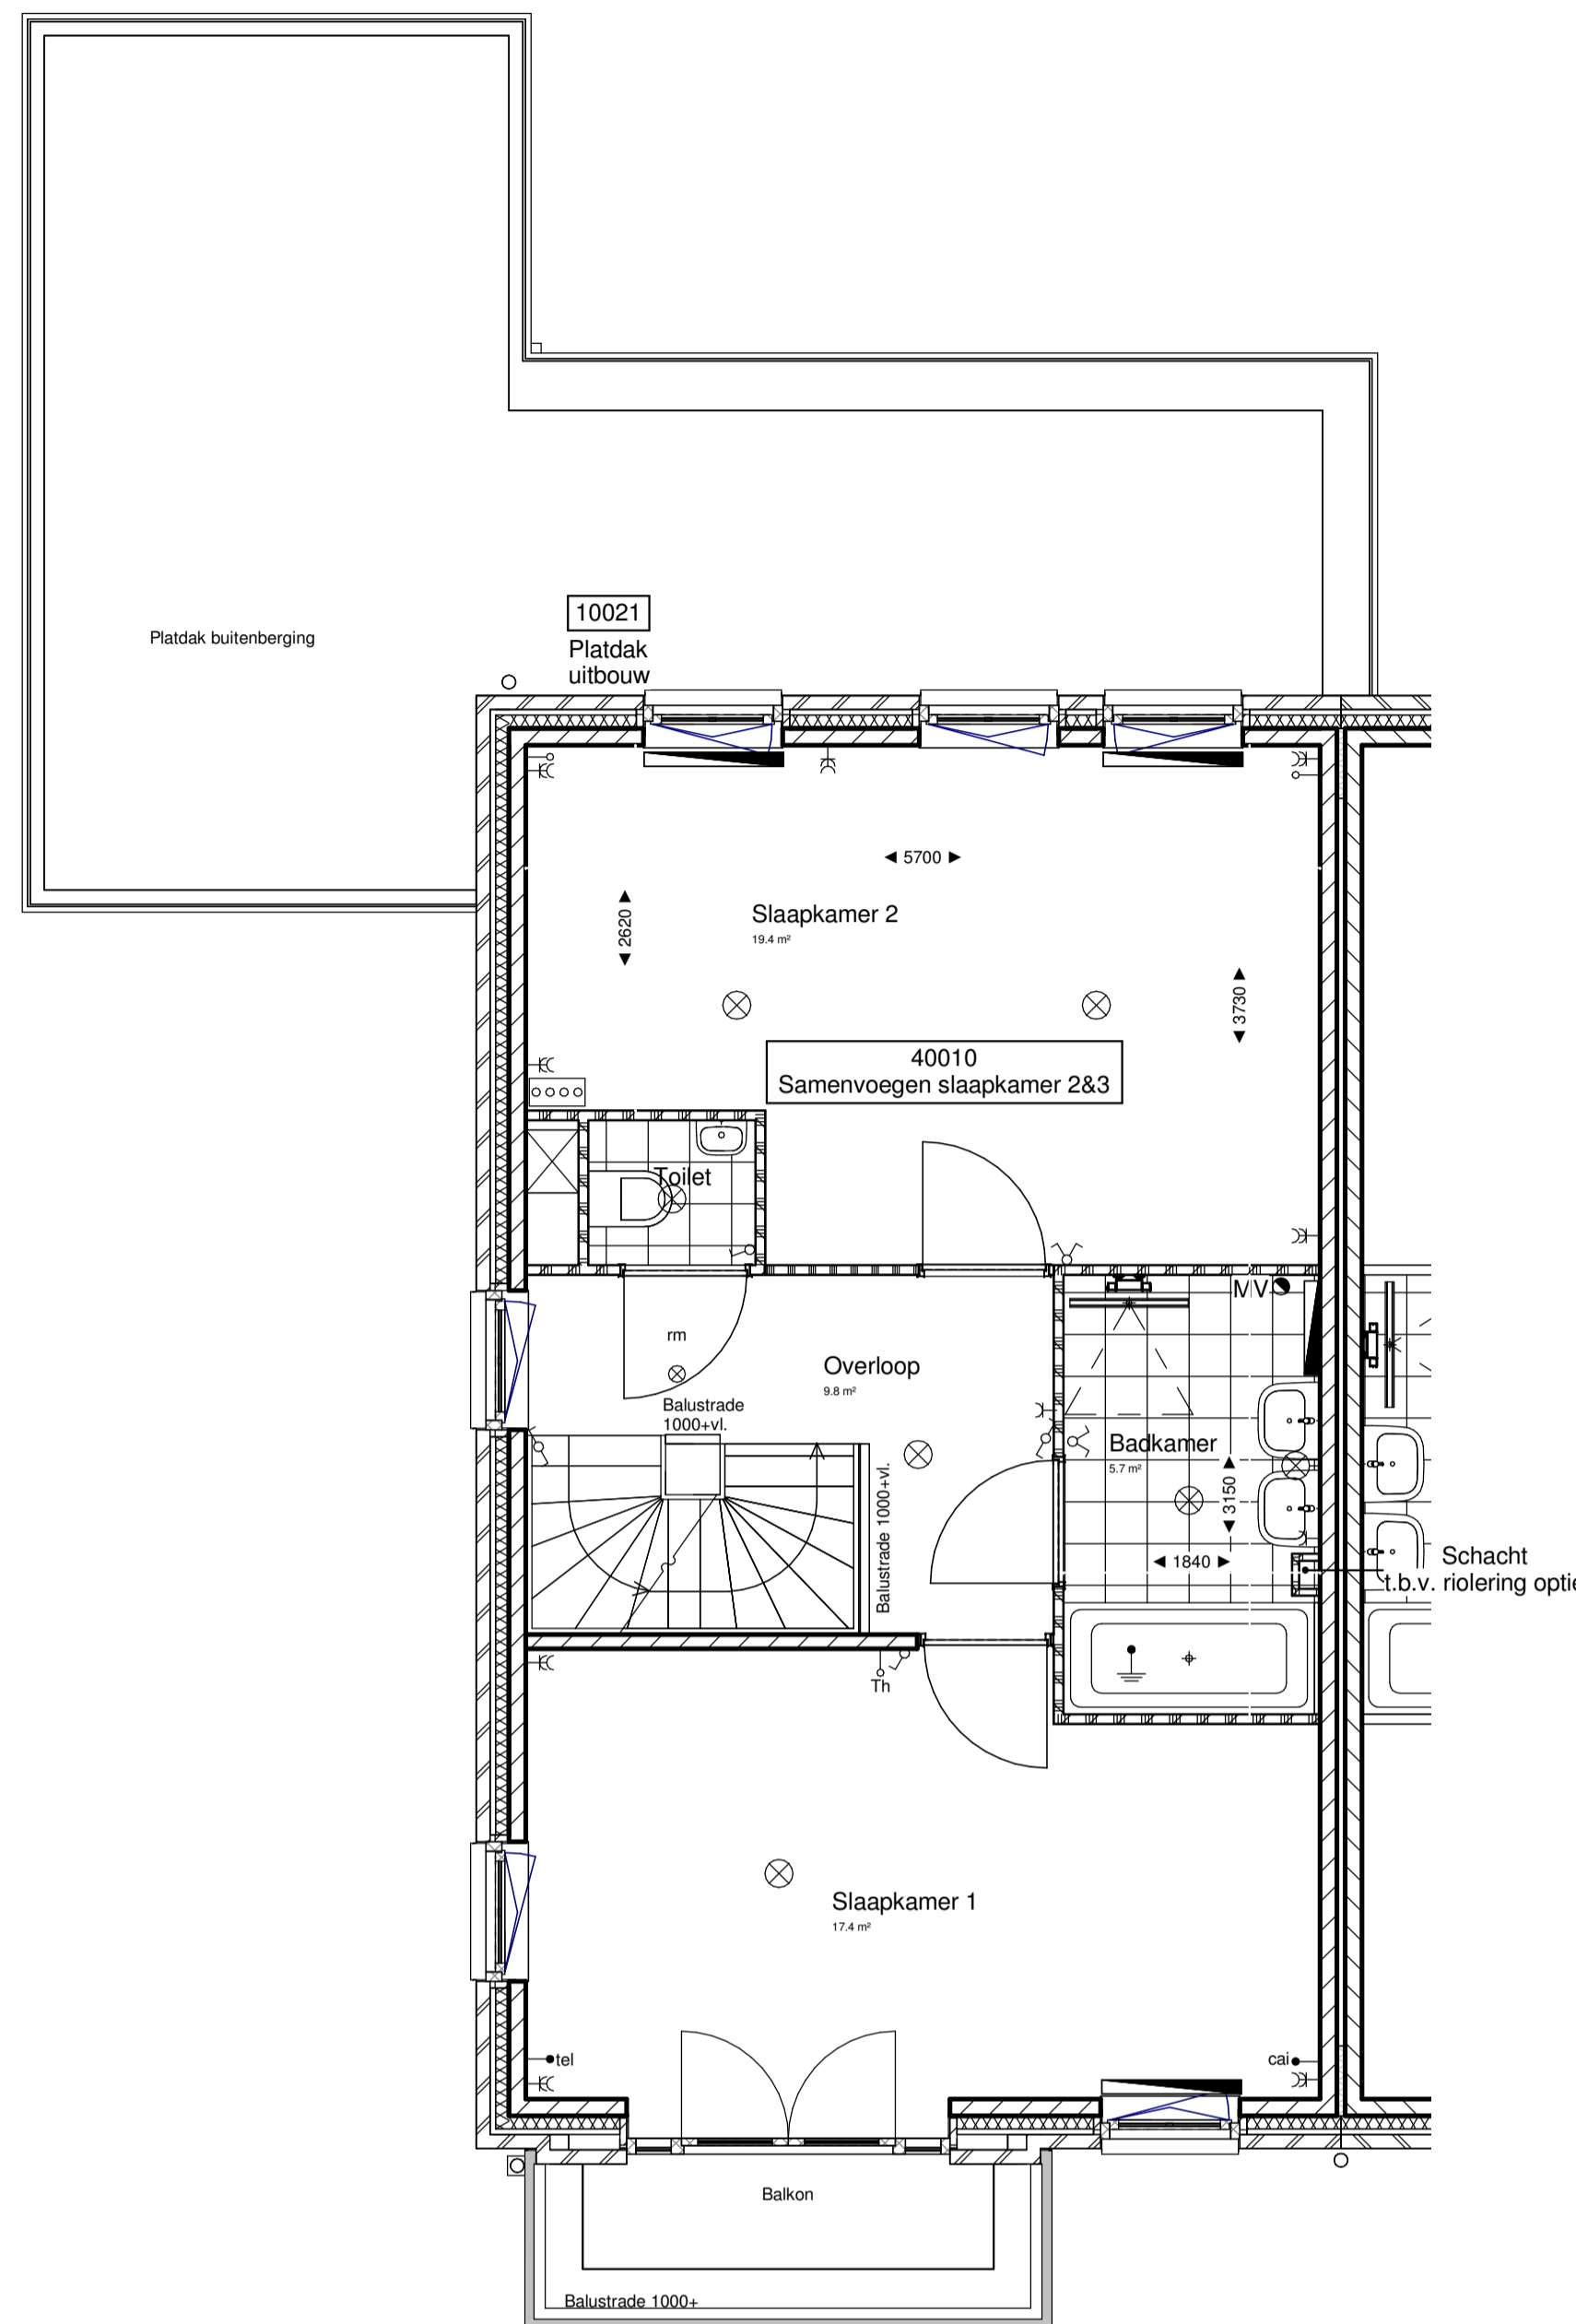 Platdak buitenberging
10021
Platdak
uitbouw
5700
2620
Slaapkamer 2
19.4 m²
3730
40010
Samenvoegen slaapkamer 2&3
Toilet
MV
rm
Overloop
9.8 m²
Balustrade
1000+vl.
Balustrade 1000+vl.
Badkamer
5.7 m²
3150
1840
Schacht
t.b.v. riolering optie
Th
Slaapkamer 1
17.4 m²
tel
cai
Balkon
Balustrade 1000+